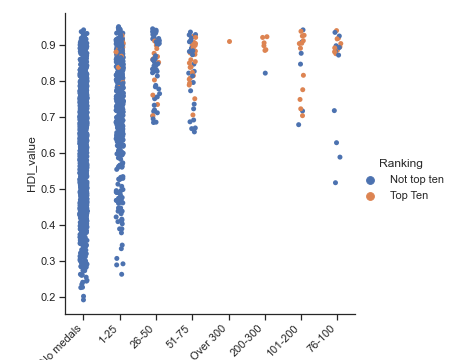 0.9
0.8
0.7
0.6
0.5
0.4
0.3
0.2
HDI_value
Ranking
Not top ten
Top Ten
No medals
1-25
26-50
51-75
Over 300
200-300
101-200
76-100